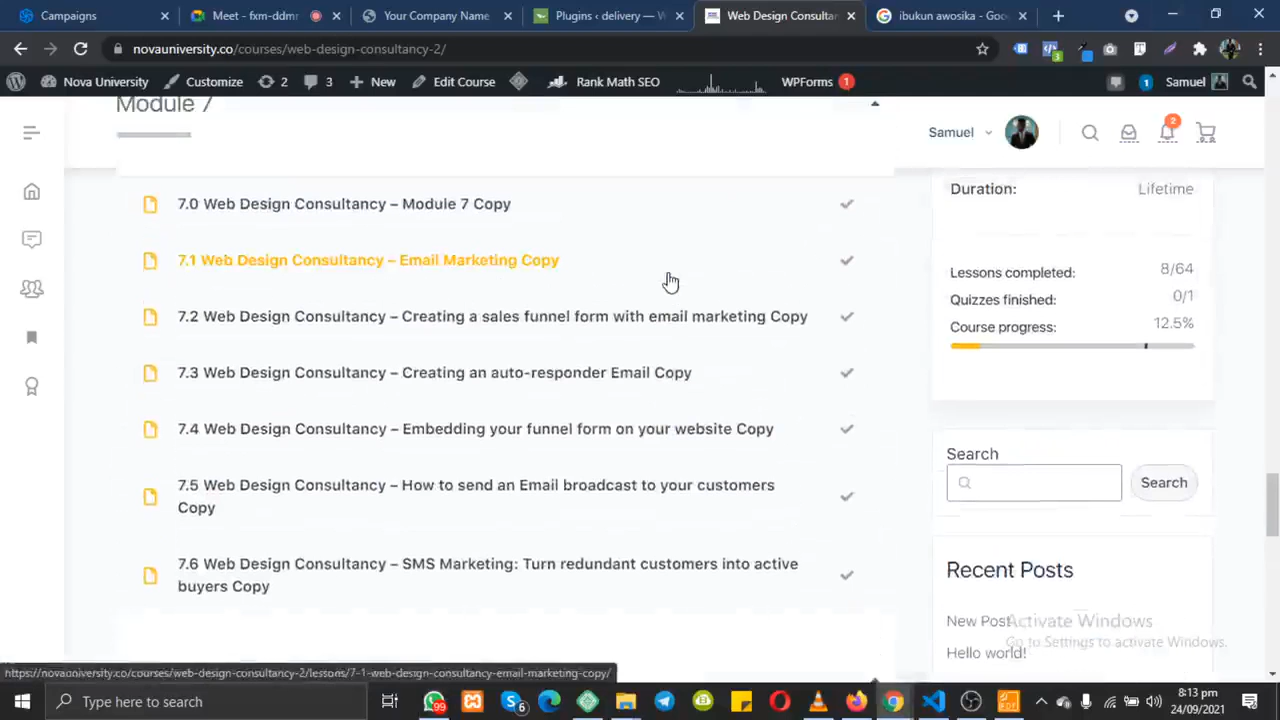 Campaigns
Meet - fxm-ddmr
Your Company Name
Plugins ‹ delivery — W
Web Design Consultan
ibukun awosika - Goo
novauniversity.co/courses/web-design-consultancy-2/
Nova University
Customize
2
3
New
Edit Course
Rank Math SEO
WPForms
1
1
Samuel
Module 7
Samuel
2
7.0 Web Design Consultancy – Module 7 Copy
7.1 Web Design Consultancy – Email Marketing Copy
7.2 Web Design Consultancy – Creating a sales funnel form with email marketing Copy
7.3 Web Design Consultancy – Creating an auto-responder Email Copy
7.4 Web Design Consultancy – Embedding your funnel form on your website Copy
7.5 Web Design Consultancy – How to send an Email broadcast to your customers
Copy
7.6 Web Design Consultancy – SMS Marketing: Turn redundant customers into active
buyers Copy
Duration: Lifetime
Lessons completed: 8/64
Quizzes finished: 0/1
Course progress: 12.5%
Search
Search
Recent Posts
New Post
Hello world!
Activate Windows
Go to Settings to activate Windows.
https://novauniversity.co/courses/web-design-consultancy-2/lessons/7-1-web-design-consultancy-email-marketing-copy/
Type here to search
99
6
99
8:13 pm
24/09/2021